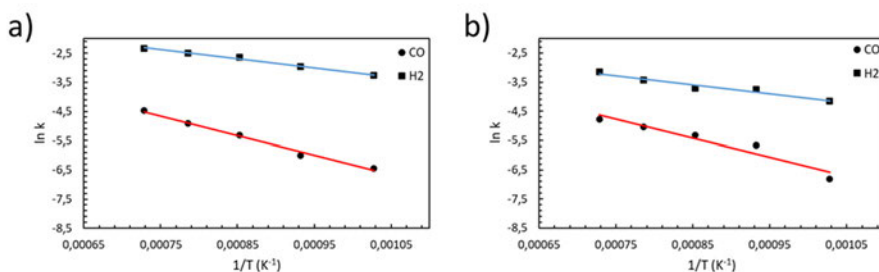 a)
-2,5
-3,5
-4,5
-5,5
-6,5
-7,5
-8,5
ln k
CO
H2
0,00065
0,00075
0,00085
0,00095
0,00105
1/T (K⁻¹)
b)
-2,5
-3,5
-4,5
-5,5
-6,5
-7,5
-8,5
ln k
CO
H2
0,00065
0,00075
0,00085
0,00095
0,00105
1/T (K⁻¹)